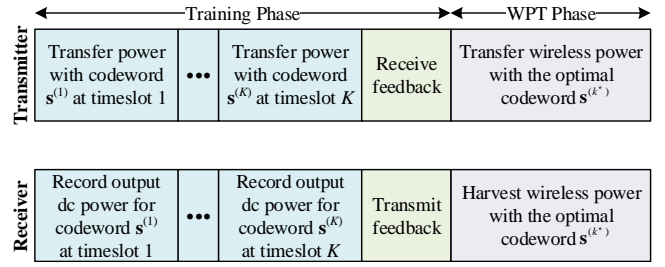 Training Phase
WPT Phase
Transmitter
Transfer power
with codeword
s^(1) at timeslot 1
•••
Transfer power
with codeword
s^(K) at timeslot K
Receive
feedback
Transfer wireless power
with the optimal
codeword s^(k*)
Receiver
Record output
dc power for
codeword s^(1)
at timeslot 1
•••
Record output
dc power for
codeword s^(K)
at timeslot K
Transmit
feedback
Harvest wireless power
with the optimal
codeword s^(k*)